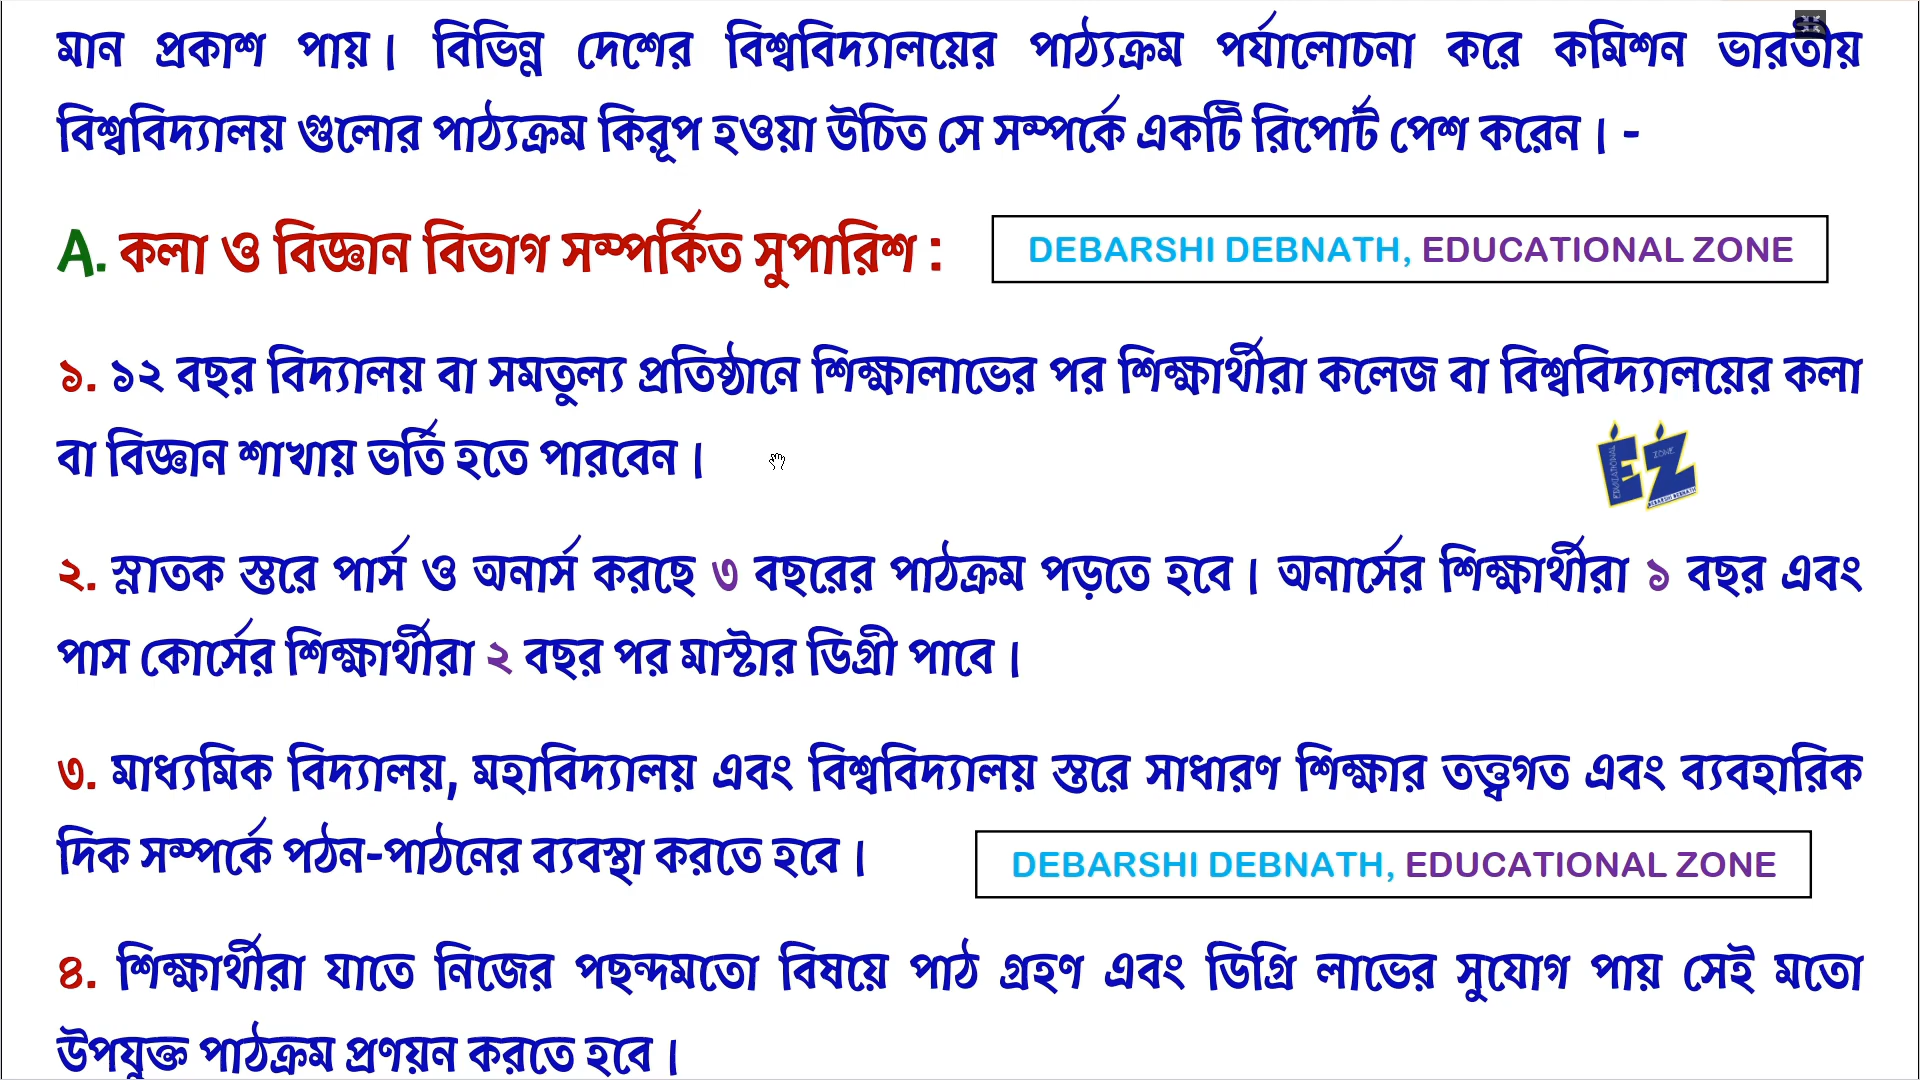 মান প্রকাশ পায়। বিভিন্ন দেশের বিশ্ববিদ্যালয়ের পাঠ্যক্রম পর্যালোচনা করে কমিশন ভারতীয়
বিশ্ববিদ্যালয় গুলোর পাঠ্যক্রম কিরূপ হওয়া উচিত সে সম্পর্কে একটি রিপোর্ট পেশ করেন। -
A. কলা ও বিজ্ঞান বিভাগ সম্পর্কিত সুপারিশ :
DEBARSHI DEBNATH, EDUCATIONAL ZONE
১. ১২ বছর বিদ্যালয় বা সমতুল্য প্রতিষ্ঠানে শিক্ষালাভের পর শিক্ষার্থীরা কলেজ বা বিশ্ববিদ্যালয়ের কলা
বা বিজ্ঞান শাখায় ভর্তি হতে পারবেন।
EZ
EDUCATIONAL
ZONE
DEBARSHI DEBNATH
২. স্নাতক স্তরে পার্স ও অনার্স করছে ৩ বছরের পাঠক্রম পড়তে হবে। অনার্সের শিক্ষার্থীরা ১ বছর এবং
পাস কোর্সের শিক্ষার্থীরা ২ বছর পর মাস্টার ডিগ্রী পাবে।
৩. মাধ্যমিক বিদ্যালয়, মহাবিদ্যালয় এবং বিশ্ববিদ্যালয় স্তরে সাধারণ শিক্ষার তত্ত্বগত এবং ব্যবহারিক
দিক সম্পর্কে পঠন-পাঠনের ব্যবস্থা করতে হবে।
DEBARSHI DEBNATH, EDUCATIONAL ZONE
৪. শিক্ষার্থীরা যাতে নিজের পছন্দমতো বিষয়ে পাঠ গ্রহণ এবং ডিগ্রি লাভের সুযোগ পায় সেই মতো
উপযুক্ত পাঠক্রম প্রণয়ন করতে হবে।